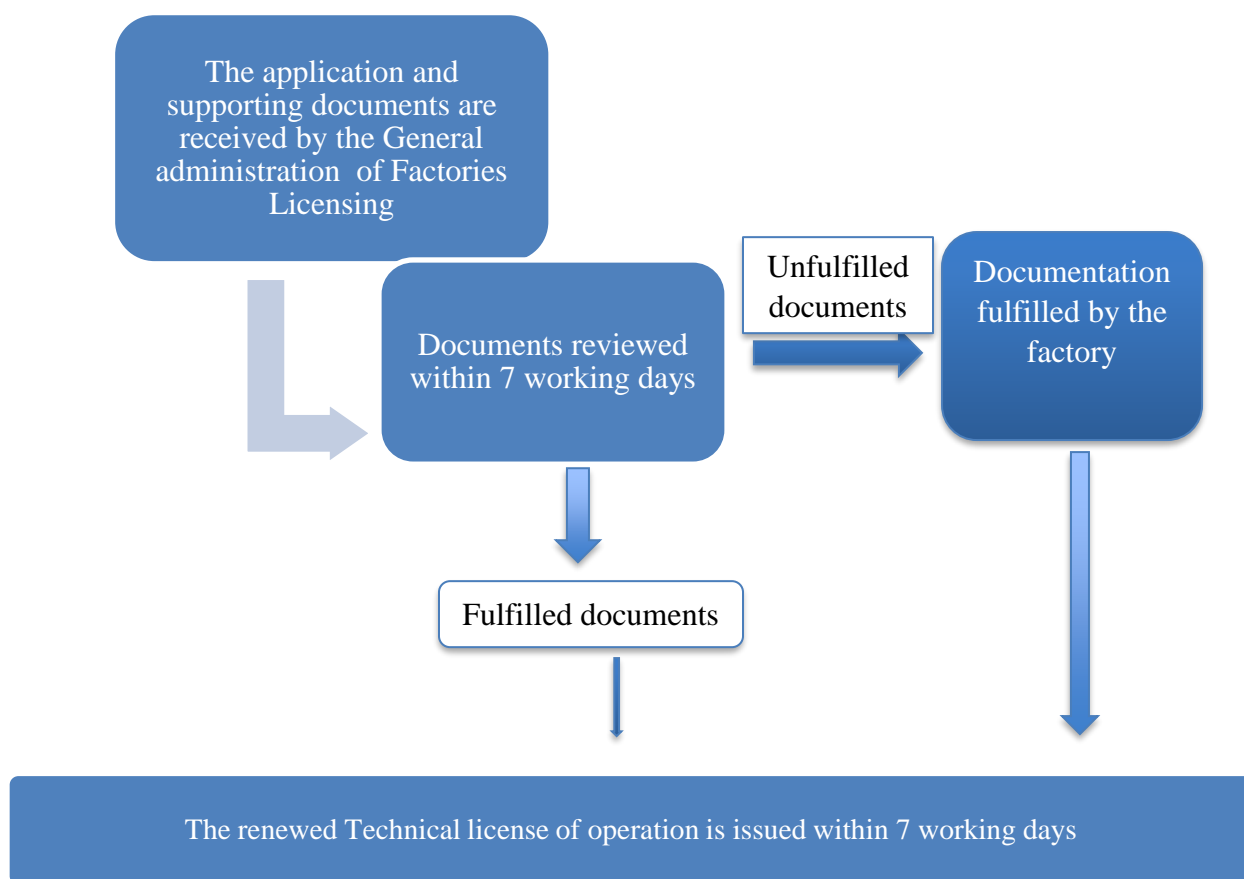 The application and
supporting documents are
received by the General
administration of Factories
Licensing
Documents reviewed
within 7 working days
Unfulfilled
documents
Documentation
fulfilled by the
factory
Fulfilled documents
The renewed Technical license of operation is issued within 7 working days